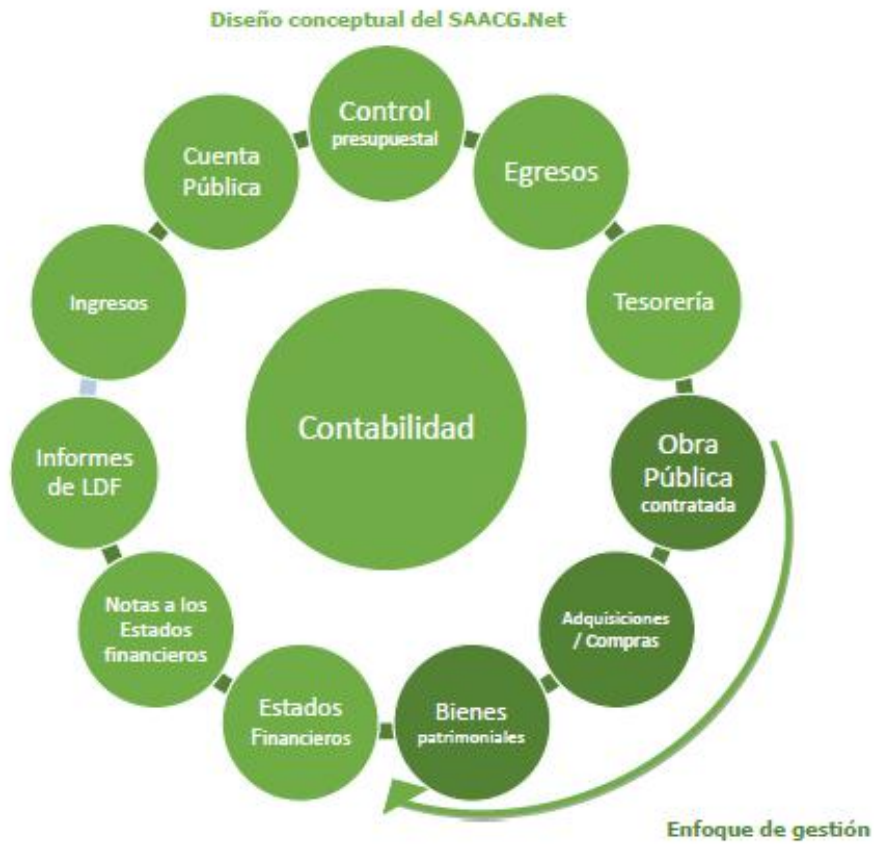 Diseño conceptual del SAACG.Net
Control
presupuestal
Egresos
Tesorería
Obra
Pública
contratada
Adquisiciones
/ Compras
Bienes
patrimoniales
Estados
Financieros
Notas a los
Estados
financieros
Informes
de LDF
Ingresos
Cuenta
Pública
Contabilidad
Enfoque de gestión